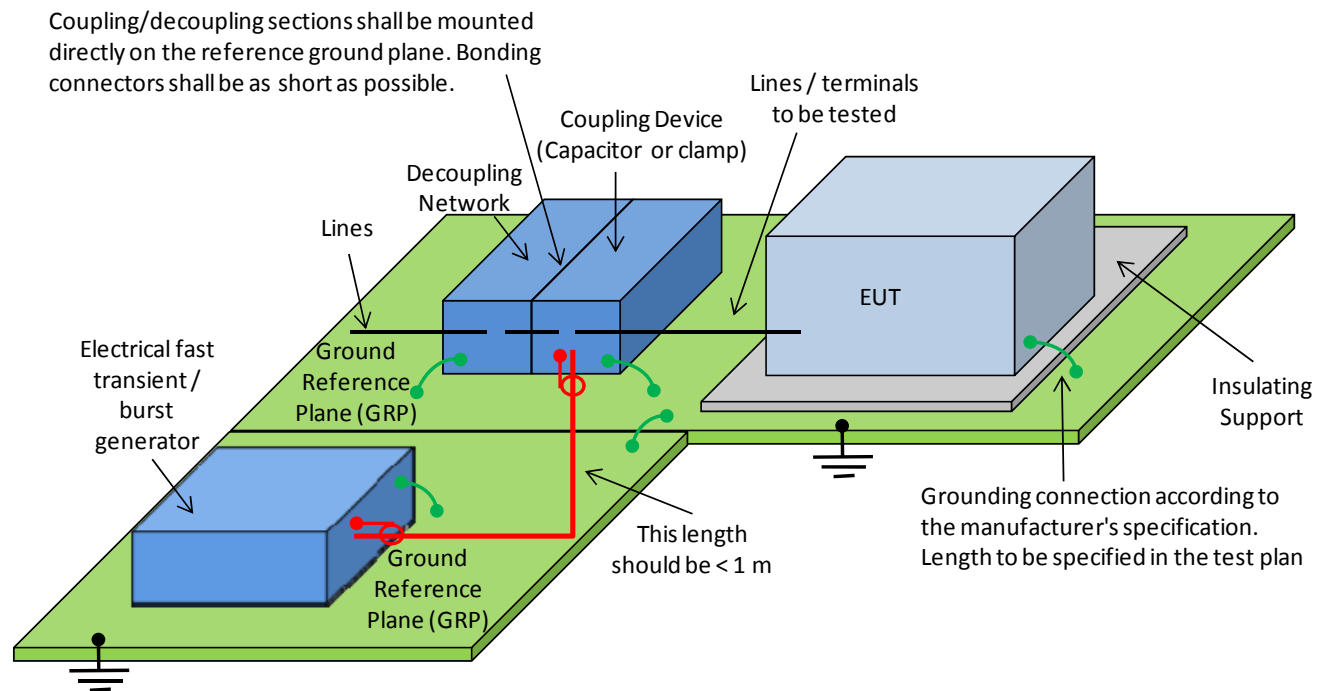 Coupling/decoupling sections shall be mounted
directly on the reference ground plane. Bonding
connectors shall be as short as possible.
Lines / terminals
to be tested
Coupling Device
(Capacitor or clamp)
Decoupling
Network
Lines
EUT
Electrical fast
transient /
burst
generator
Ground
Reference
Plane (GRP)
Insulating
Support
Grounding connection according to
the manufacturer's specification.
Length to be specified in the test plan
This length
should be < 1 m
Ground
Reference
Plane (GRP)